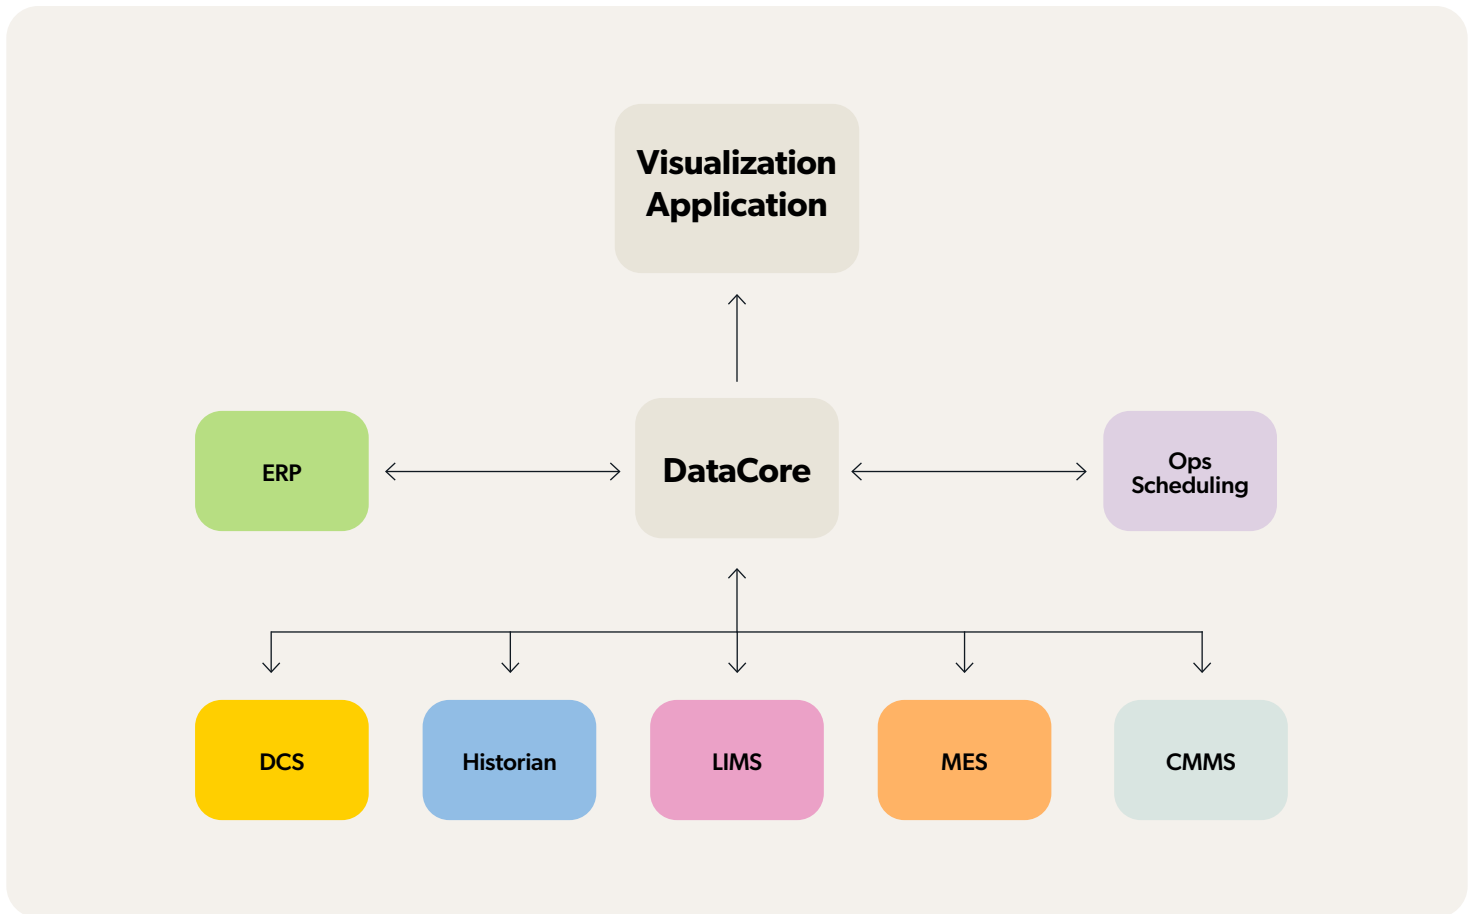 Visualization
Application
ERP
DataCore
Ops
Scheduling
DCS
Historian
LIMS
MES
CMMS